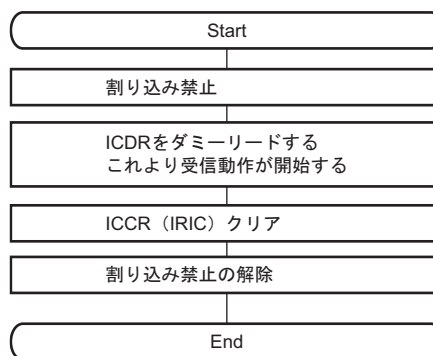 Start
割り込み禁止
ICDRをダミーリードする
これより受信動作が開始する
ICCR（IRIC）クリア
割り込み禁止の解除
End